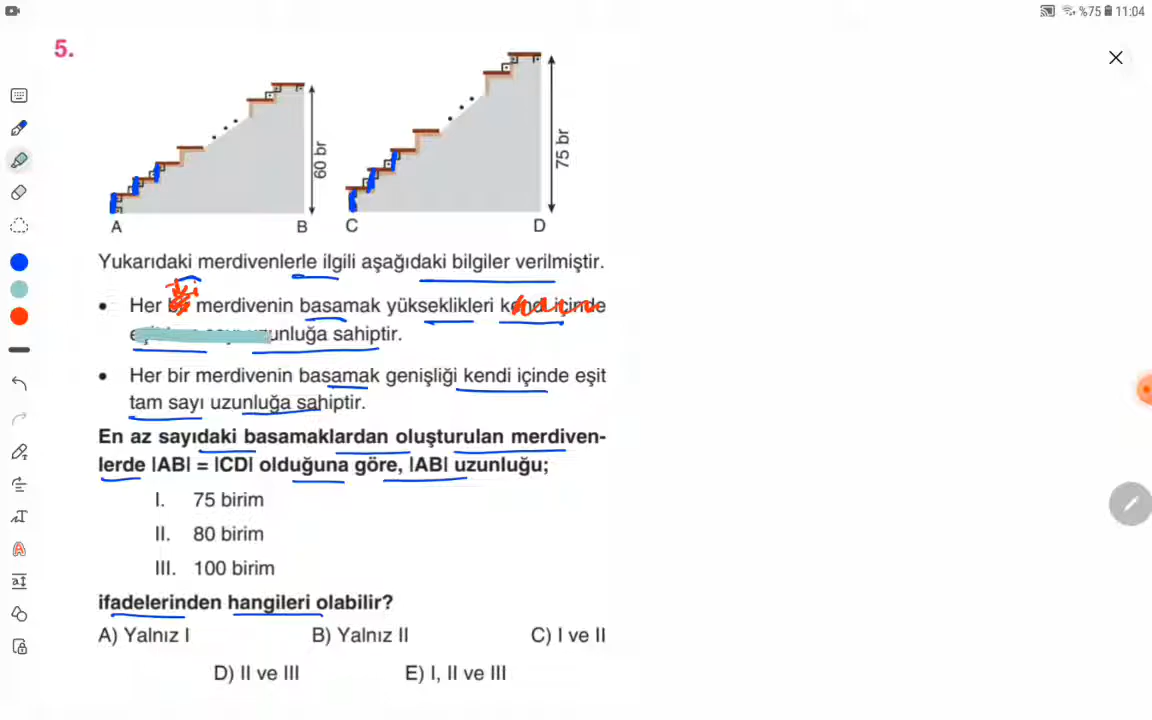 %75 11:04
5.
60 br
75 br
A B C D
Yukarıdaki merdivenlerle ilgili aşağıdaki bilgiler verilmiştir.
• Her merdivenin basamak yükseklikleri kendi içinde
unluğa sahiptir.
• Her bir merdivenin basamak genişliği kendi içinde eşit
tam sayı uzunluğa sahiptir.
En az sayıdaki basamaklardan oluşturulan merdiven-
lerde |AB| = |CD| olduğuna göre, |AB| uzunluğu;
I. 75 birim
II. 80 birim
III. 100 birim
ifadelerinden hangileri olabilir?
A) Yalnız I B) Yalnız II C) I ve II
D) II ve III E) I, II ve III